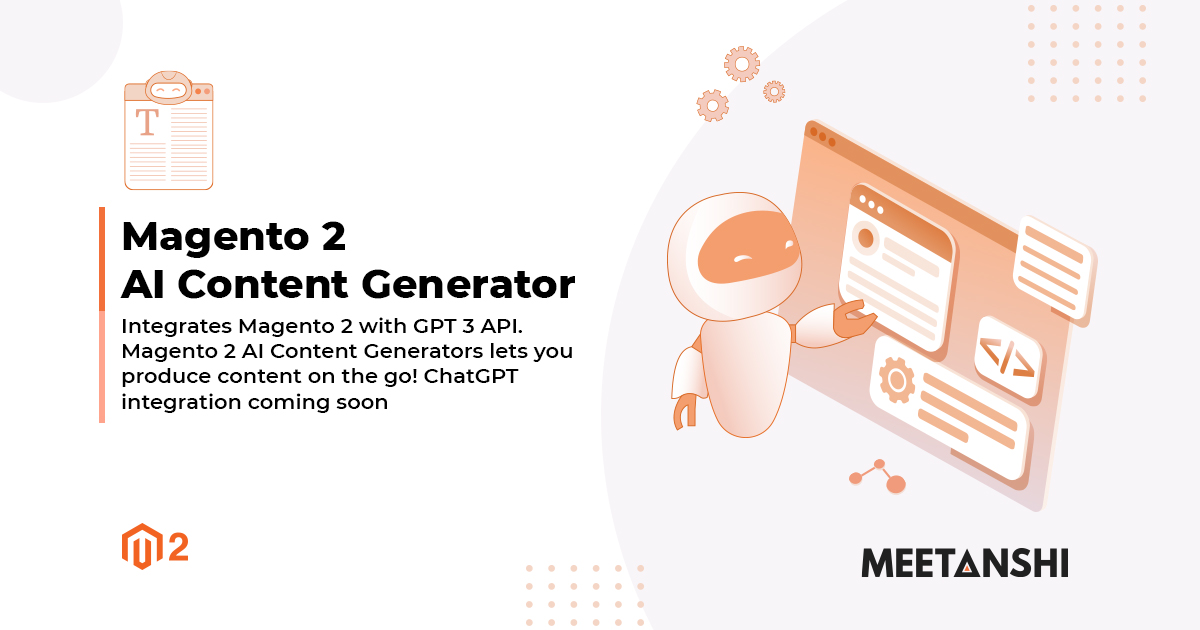 T
Magento 2
AI Content Generator
Integrates Magento 2 with GPT 3 API.
Magento 2 AI Content Generators lets you
produce content on the go! ChatGPT
integration coming soon
</>
2
MEETANSHI